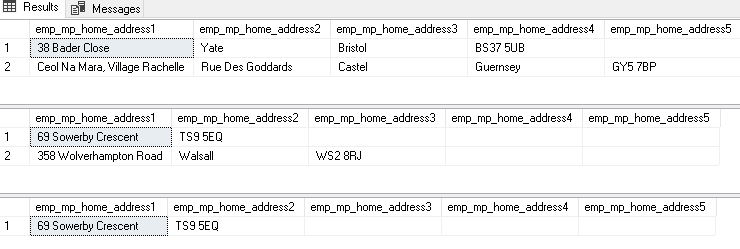 Results Messages
emp_mp_home_address1 emp_mp_home_address2 emp_mp_home_address3 emp_mp_home_address4 emp_mp_home_address5
1 38 Bader Close Yate Bristol BS37 5UB
2 Ceol Na Mara, Village Rachelle Rue Des Goddards Castel Guernsey GY5 7BP
emp_mp_home_address1 emp_mp_home_address2 emp_mp_home_address3 emp_mp_home_address4 emp_mp_home_address5
1 69 Sowerby Crescent TS9 5EQ
2 358 Wolverhampton Road Walsall WS2 8RJ
emp_mp_home_address1 emp_mp_home_address2 emp_mp_home_address3 emp_mp_home_address4 emp_mp_home_address5
1 69 Sowerby Crescent TS9 5EQ